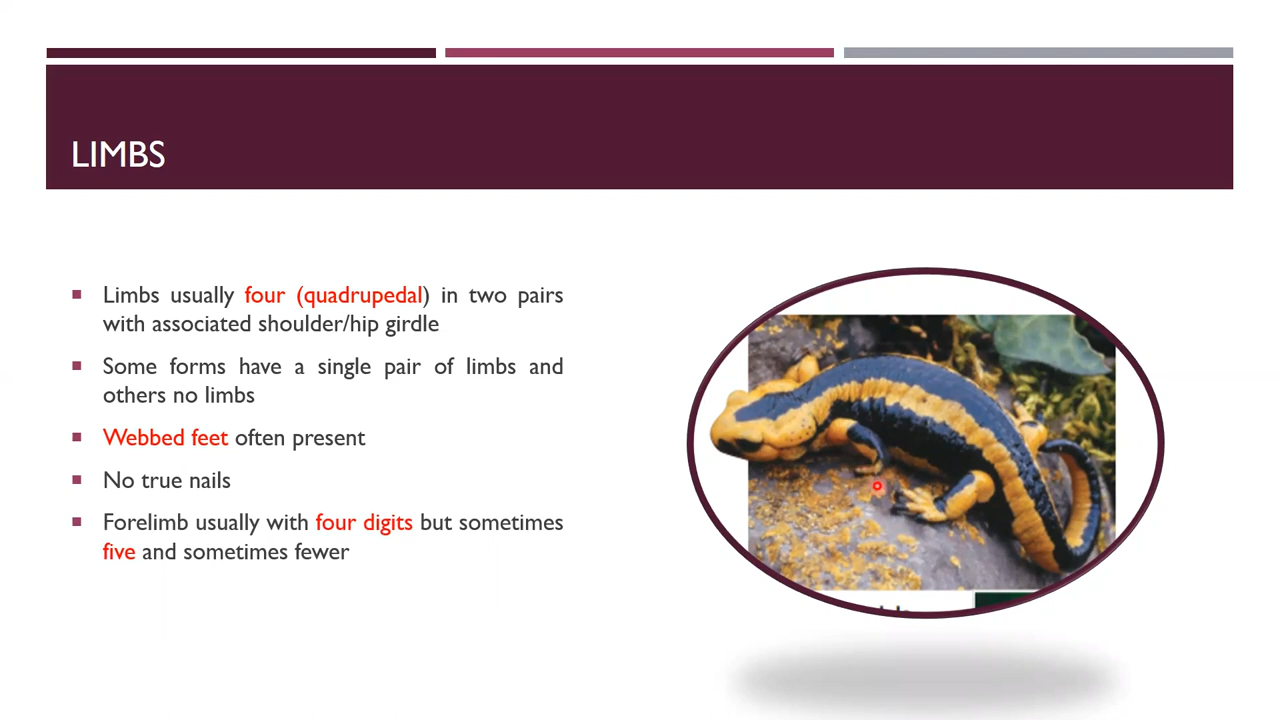 LIMBS
Limbs usually four (quadrupedal) in two pairs
with associated shoulder/hip girdle
Some forms have a single pair of limbs and
others no limbs
Webbed feet often present
No true nails
Forelimb usually with four digits but sometimes
five and sometimes fewer